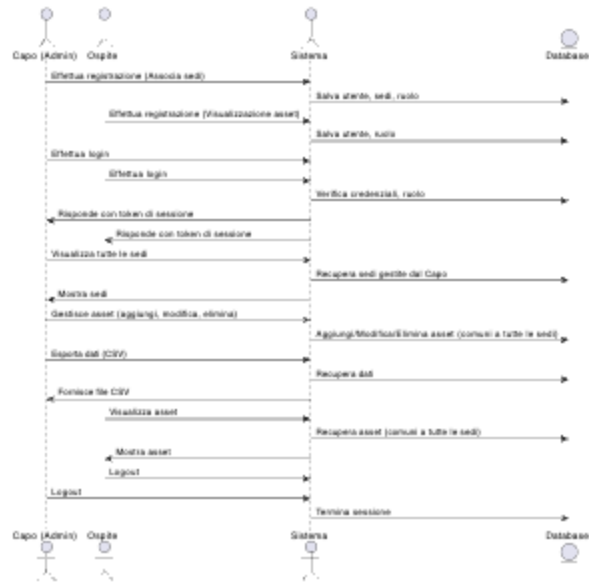 Capo (Admin) Ospite Sistema Database
Effettua registrazione (Associa sedi)
Salva utente, sedi, ruolo
Effettua registrazione (Visualizzazione asset)
Salva utente, ruolo
Effettua login
Effettua login
Verifica credenziali, ruolo
Risponde con token di sessione
Risponde con token di sessione
Visualizza tutte le sedi
Recupera sedi gestite dal Capo
Mostra sedi
Gestisce asset (aggiungi, modifica, elimina)
Aggiungi/Modifica/Elimina asset (comuni a tutte le sedi)
Esporta dati (CSV)
Recupera dati
Fornisce file CSV
Visualizza asset
Recupera asset (comuni a tutte le sedi)
Mostra asset
Logout
Logout
Termina sessione
Capo (Admin) Ospite Sistema Database